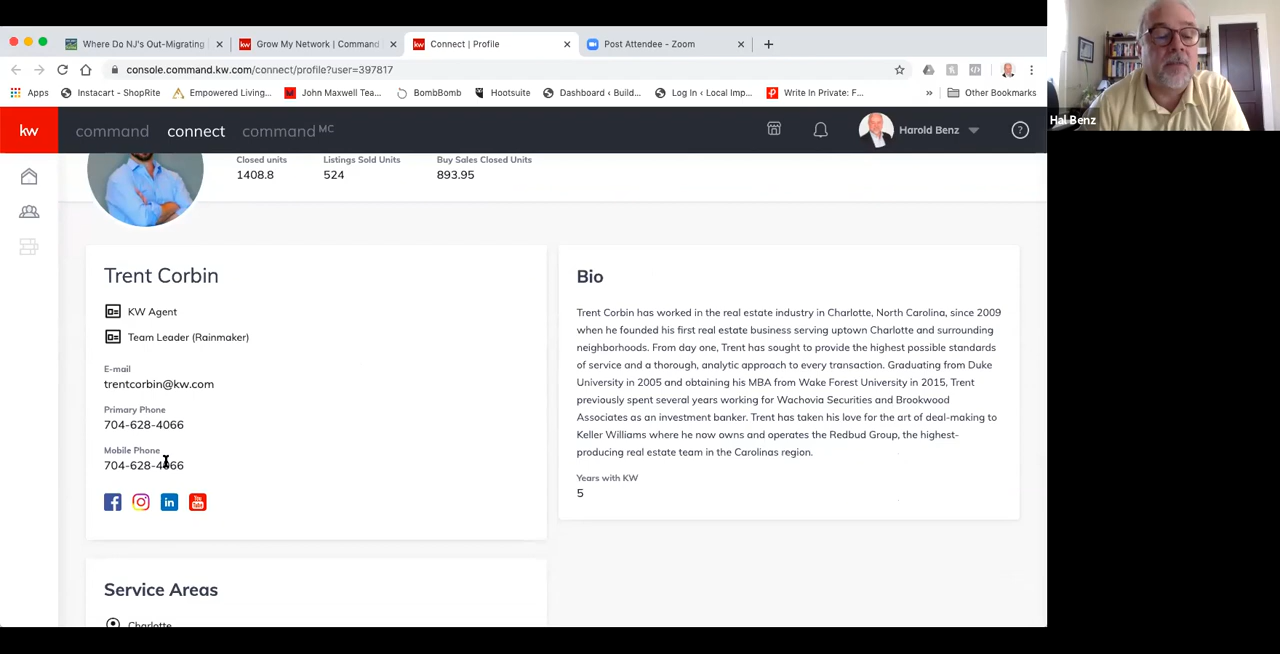 Where Do NJ's Out-Migrating
Grow My Network | Command
Connect | Profile
Post Attendee - Zoom
console.command.kw.com/connect/profile?user=397817
Apps
Instacart - ShopRite
Empowered Living...
John Maxwell Tea...
BombBomb
Hootsuite
Dashboard ‹ Build...
Log In ‹ Local Imp...
Write In Private: F...
»
Other Bookmarks
Hal Benz
kw
command
connect
command MC
Harold Benz
Closed units
1408.8
Listings Sold Units
524
Buy Sales Closed Units
893.95
Trent Corbin
KW Agent
Team Leader (Rainmaker)
E-mail
trentcorbin@kw.com
Primary Phone
704-628-4066
Mobile Phone
704-628-4066
Bio
Trent Corbin has worked in the real estate industry in Charlotte, North Carolina, since 2009
when he founded his first real estate business serving uptown Charlotte and surrounding
neighborhoods. From day one, Trent has sought to provide the highest possible standards
of service and a thorough, analytic approach to every transaction. Graduating from Duke
University in 2005 and obtaining his MBA from Wake Forest University in 2015, Trent
previously spent several years working for Wachovia Securities and Brookwood
Associates as an investment banker. Trent has taken his love for the art of deal-making to
Keller Williams where he now owns and operates the Redbud Group, the highest-
producing real estate team in the Carolinas region.
Years with KW
5
Service Areas
Charlotte